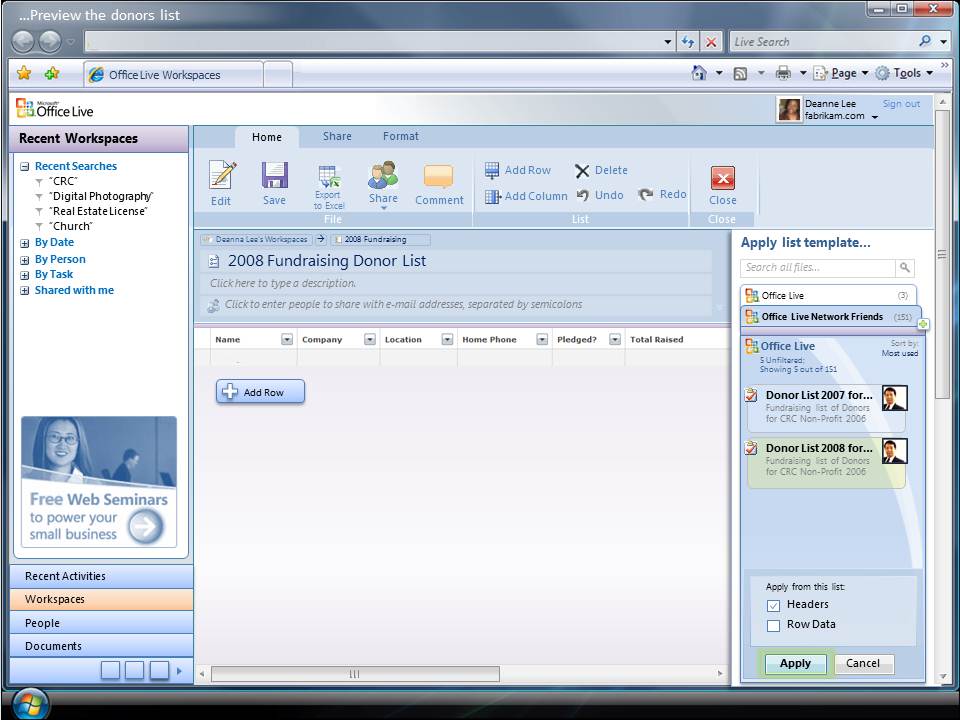 ...Preview the donors list
Live Search
Office Live Workspaces
Page
Tools
Microsoft
Office Live
Deanne Lee
fabrikam.com
Sign out
Recent Workspaces
Recent Searches
"CRC"
"Digital Photography"
"Real Estate License"
"Church"
By Date
By Person
By Task
Shared with me
Free Web Seminars
to power your
small business
Recent Activities
Workspaces
People
Documents
Home Share Format
Edit
Save
Export
to Excel
Share
Comment
File
Add Row
Delete
Add Column
Undo
Redo
List
Close
Close
Deanna Lee's Workspaces
2008 Fundraising
2008 Fundraising Donor List
Click here to type a description.
Click to enter people to share with e-mail addresses, separated by semicolons
Name Company Location Home Phone Pledged? Total Raised
Add Row
Apply list template...
Search all files...
Office Live (3)
Office Live Network Friends (151)
Office Live
Sort by:
Most used
5 Unfiltered:
Showing 5 out of 151
Donor List 2007 for...
Fundraising list of Donors
for CRC Non-Profit 2006
Donor List 2008 for...
Fundraising list of Donors
for CRC Non-Profit 2006
Apply from this list:
Headers
Row Data
Apply
Cancel